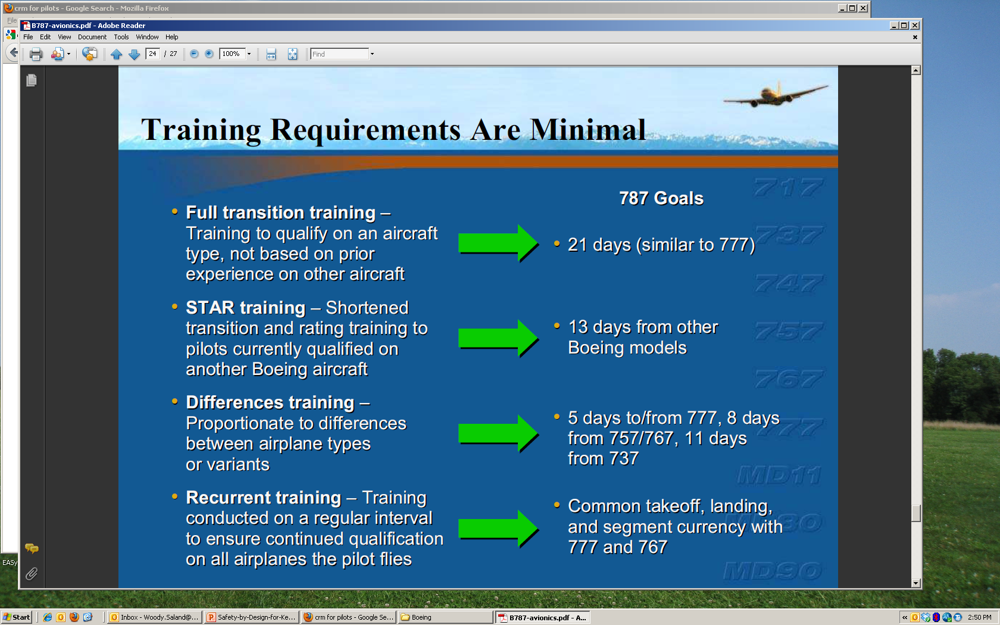 crm for pilots - Google Search - Mozilla Firefox
File
B787-avionics.pdf - Adobe Reader
File Edit View Document Tools Window Help
24 / 27 100% Find
Training Requirements Are Minimal
787 Goals
• Full transition training –
Training to qualify on an aircraft
type, not based on prior
experience on other aircraft
• 21 days (similar to 777)
• STAR training – Shortened
transition and rating training to
pilots currently qualified on
another Boeing aircraft
• 13 days from other
Boeing models
• Differences training –
Proportionate to differences
between airplane types
or variants
• 5 days to/from 777, 8 days
from 757/767, 11 days
from 737
• Recurrent training – Training
conducted on a regular interval
to ensure continued qualification
on all airplanes the pilot flies
• Common takeoff, landing,
and segment currency with
777 and 767
717
737
747
757
767
777
MD11
MD80
MD90
EASy
Start
Inbox - Woody.Saland@...
Safety-by-Design-for-Ke...
crm for pilots - Google Se...
Boeing
B787-avionics.pdf - A...
2:50 PM